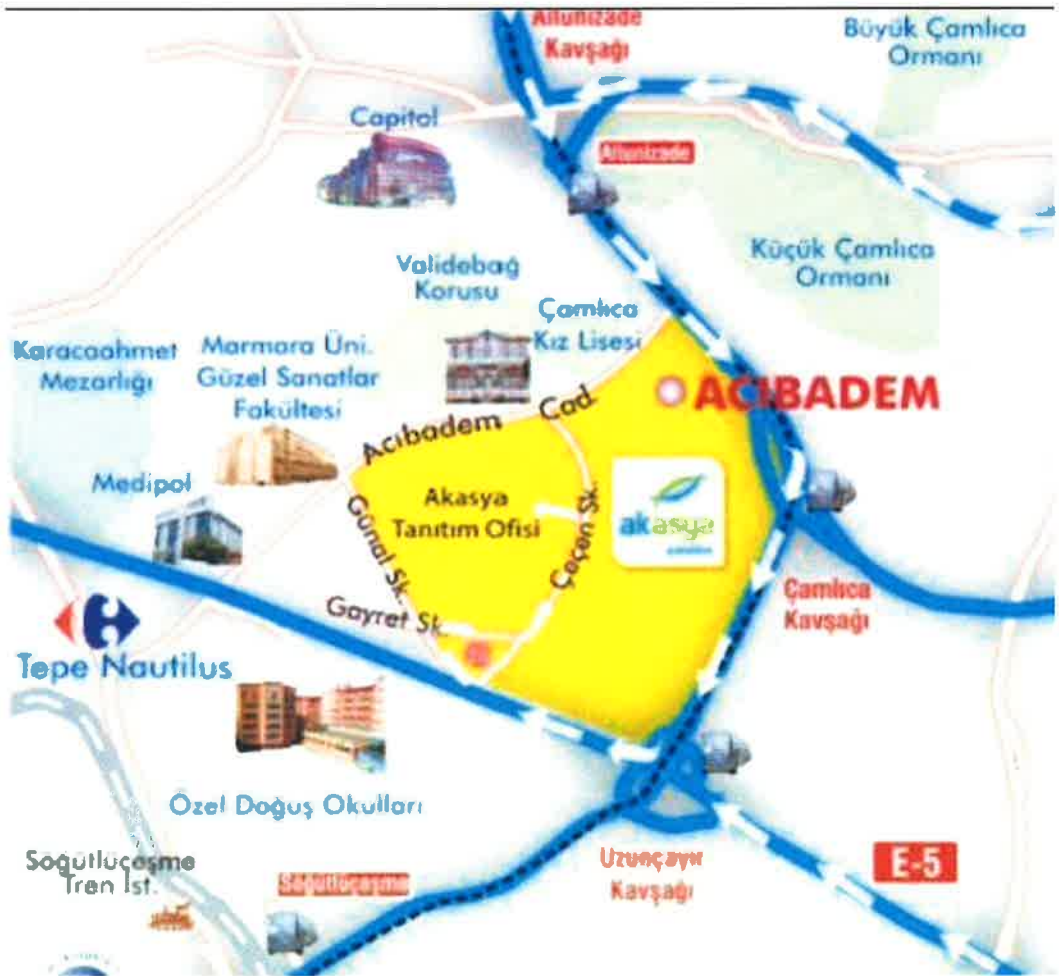 Altunizade
Kavşağı
Büyük Çamlıca
Ormanı
Capitol
Altunizade
Küçük Çamlıca
Ormanı
Validebağ
Korusu
Çamlıca
Kız Lisesi
Karacaahmet
Mezarlığı
Marmara Üni.
Güzel Sanatlar
Fakültesi
ACIBADEM
Acıbadem Cad.
Medipol
Akasya
Tanıtım Ofisi
akasya
Günal Sk.
Çeçen Sk.
Gayret Sk.
Çamlıca
Kavşağı
Tepe Nautilus
Özel Doğuş Okulları
Söğütlüçeşme
Tren İst.
Söğütlüçeşme
Uzunçayır
Kavşağı
E-5